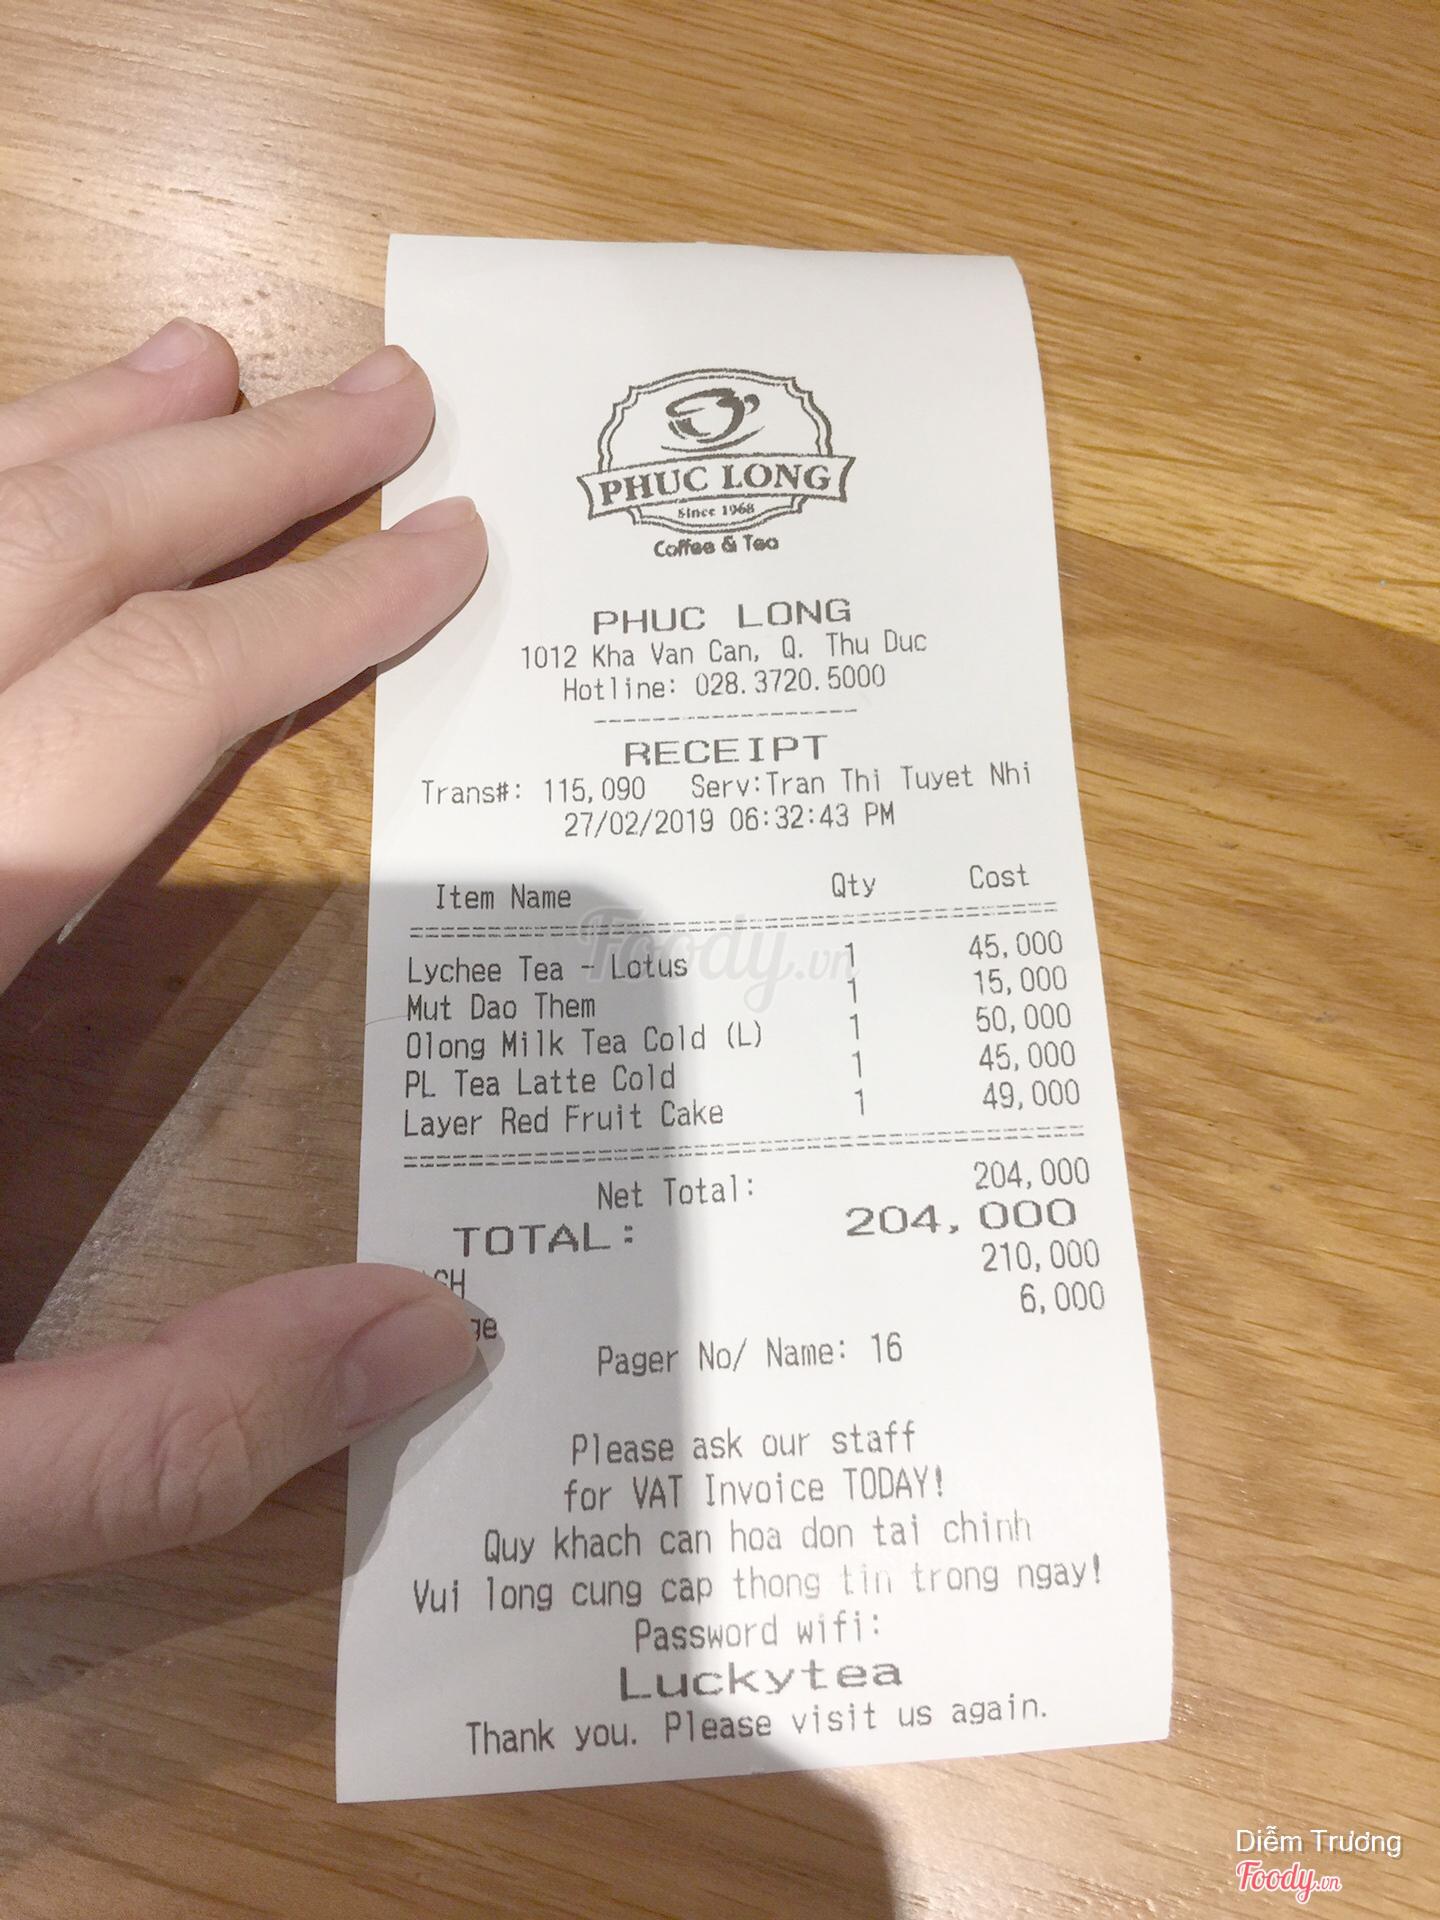 PHUC LONG
Since 1968
Coffee & Tea
PHUC LONG
1012 Kha Van Can, Q. Thu Duc
Hotline: 028.3720.5000
RECEIPT
Trans#: 115,090 Serv:Tran Thi Tuyet Nhi
27/02/2019 06:32:43 PM
Item Name Qty Cost
Lychee Tea - Lotus 1 45,000
Mut Dao Them 1 15,000
Olong Milk Tea Cold (L) 1 50,000
PL Tea Latte Cold 1 45,000
Layer Red Fruit Cake 1 49,000
Net Total: 204,000
TOTAL: 204,000
210,000
6,000
Pager No/ Name: 16
Please ask our staff
for VAT Invoice TODAY!
Quy khach can hoa don tai chinh
Vui long cung cap thong tin trong ngay!
Password wifi:
Luckytea
Thank you. Please visit us again.
Foody.vn
Diễm Trương
Foody.vn